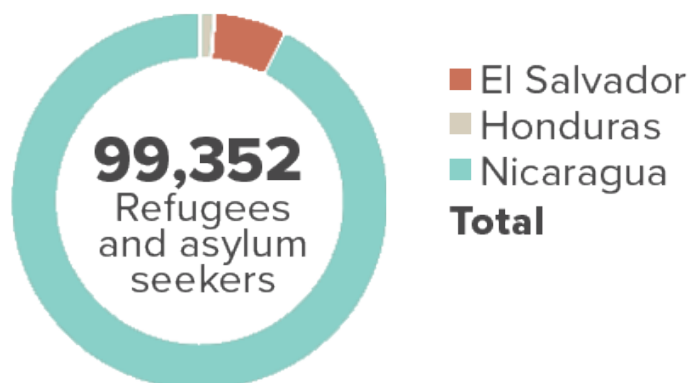 99,352
Refugees
and asylum
seekers
El Salvador
Honduras
Nicaragua
Total